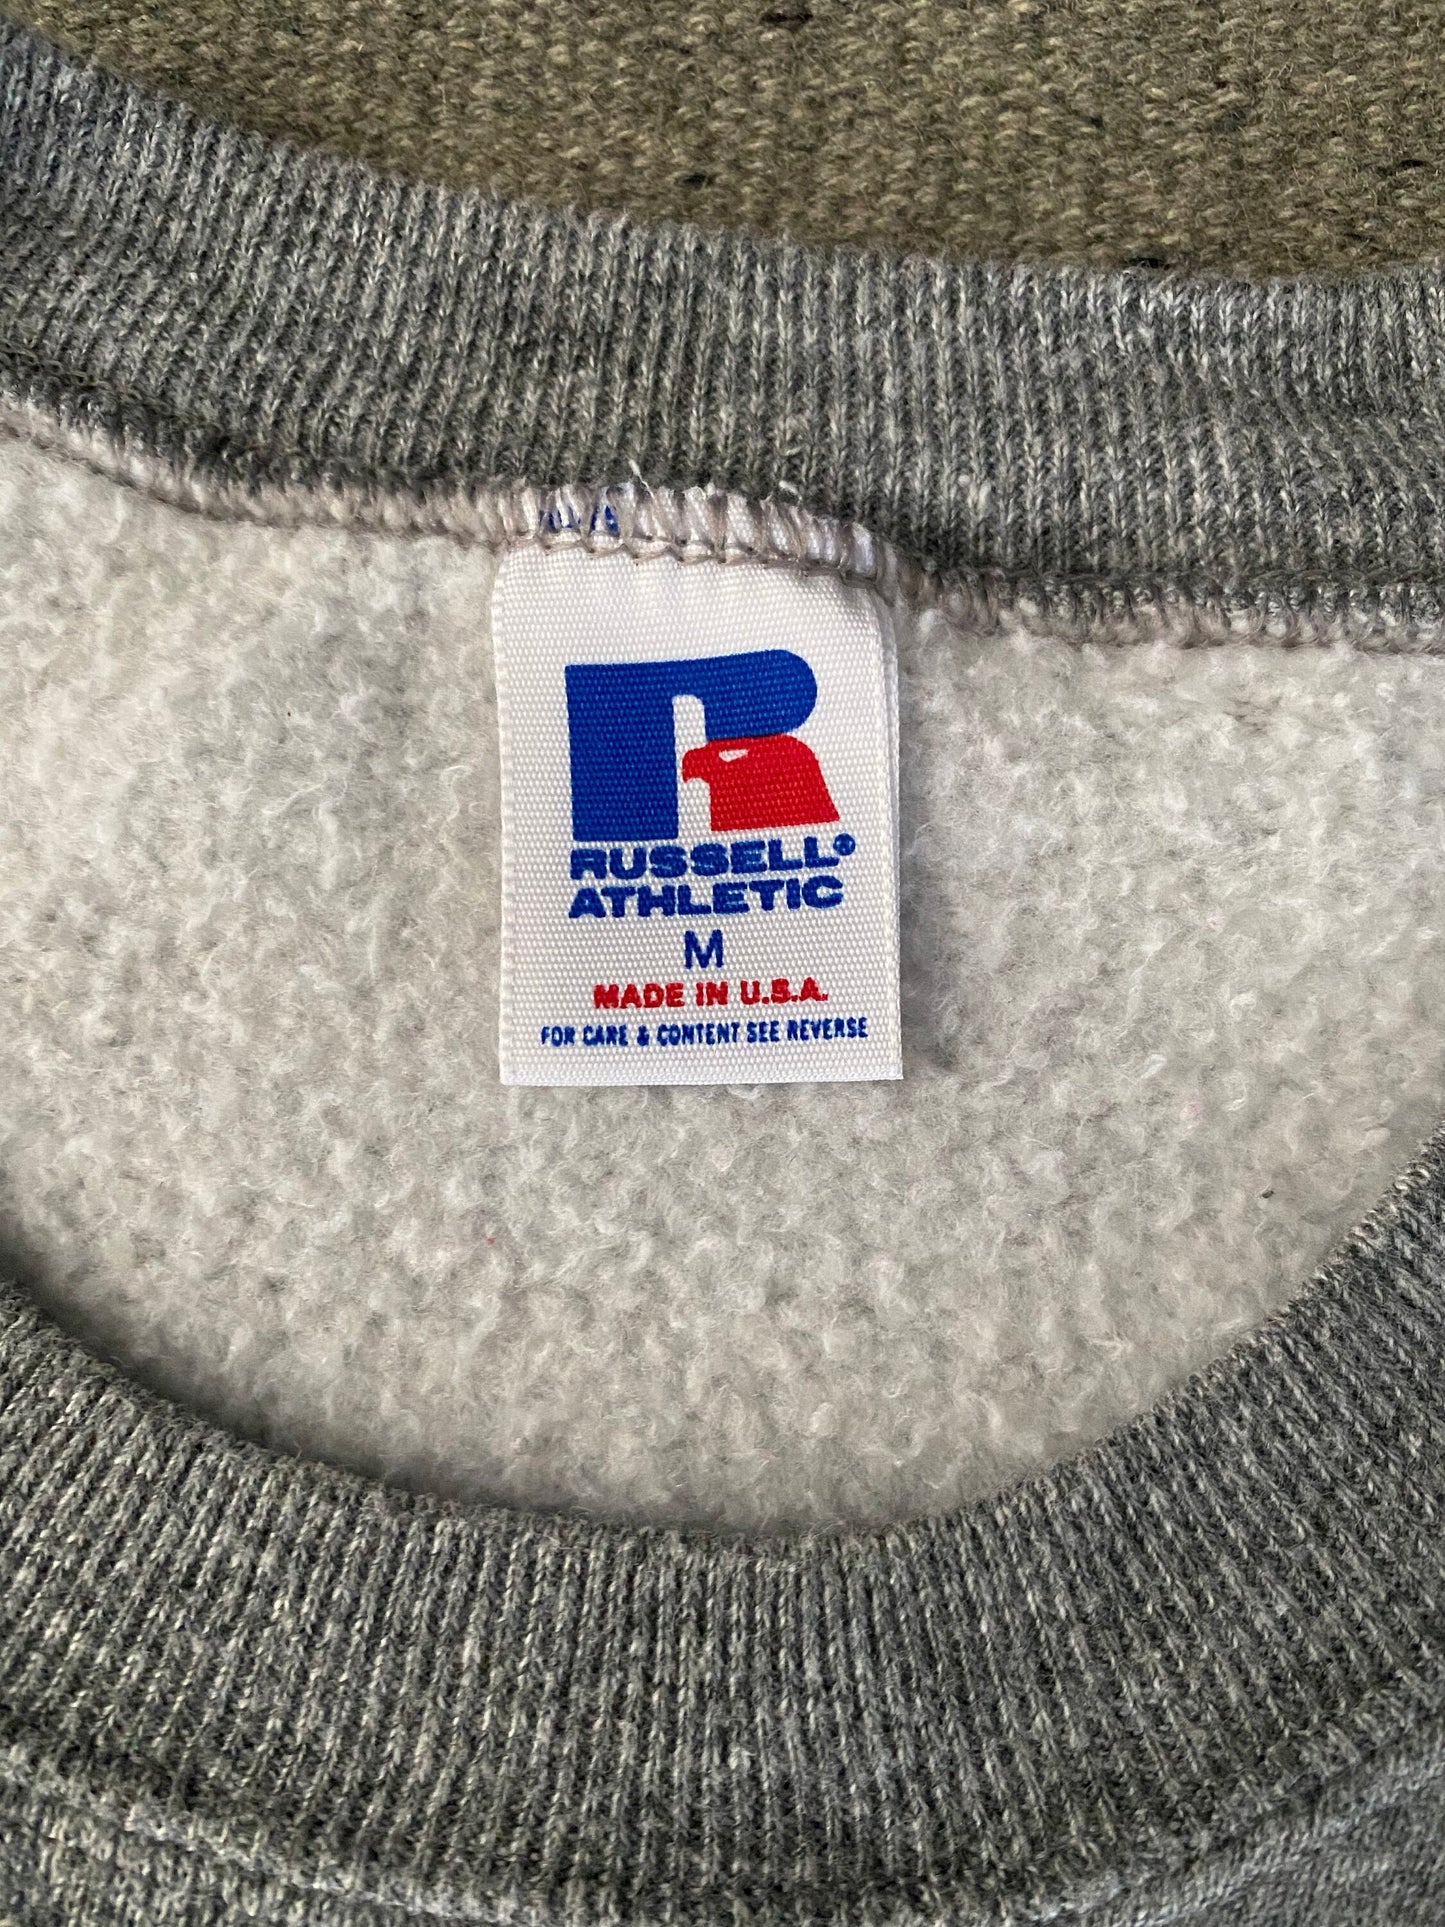 RUSSELL®
ATHLETIC
M
MADE IN U.S.A.
FOR CARE & CONTENT SEE REVERSE